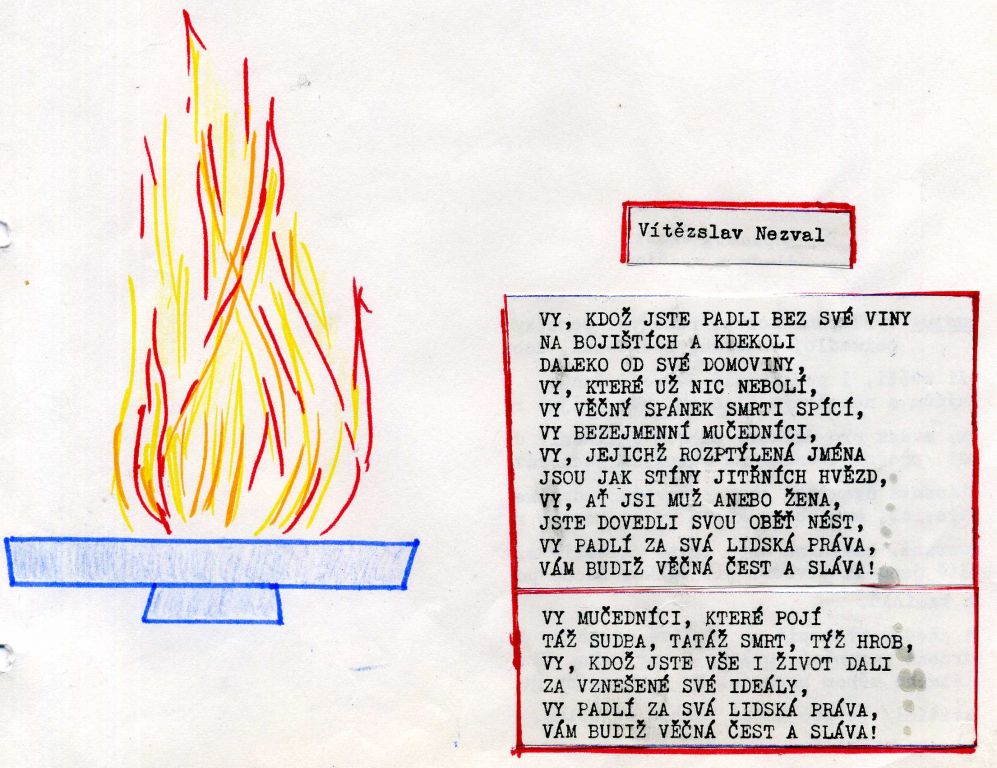 Vítězslav Nezval
VY, KDOŽ JSTE PADLI BEZ SVÉ VINY
NA BOJIŠTÍCH A KDEKOLI
DALEKO OD SVÉ DOMOVINY,
VY, KTERÉ UŽ NIC NEBOLÍ,
VY VĚČNÝ SPÁNEK SMRTI SPÍCÍ,
VY BEZEJMENNÍ MUČEDNÍCI,
VY, JEJICHŽ ROZPTÝLENÁ JMÉNA
JSOU JAK STÍNY JITŘNÍCH HVĚZD,
VY, AŤ JSI MUŽ ANEBO ŽENA,
JSTE DOVEDLI SVOU OBĚŤ NÉST,
VY PADLÍ ZA SVÁ LIDSKÁ PRÁVA,
VÁM BUDIŽ VĚČNÁ ČEST A SLÁVA!
VY MUČEDNÍCI, KTERÉ POJÍ
TÁŽ SUDBA, TATÁŽ SMRT, TÝŽ HROB,
VY, KDOŽ JSTE VŠE I ŽIVOT DALI
ZA VZNEŠENÉ SVÉ IDEÁLY,
VY PADLÍ ZA SVÁ LIDSKÁ PRÁVA,
VÁM BUDIŽ VĚČNÁ ČEST A SLÁVA!